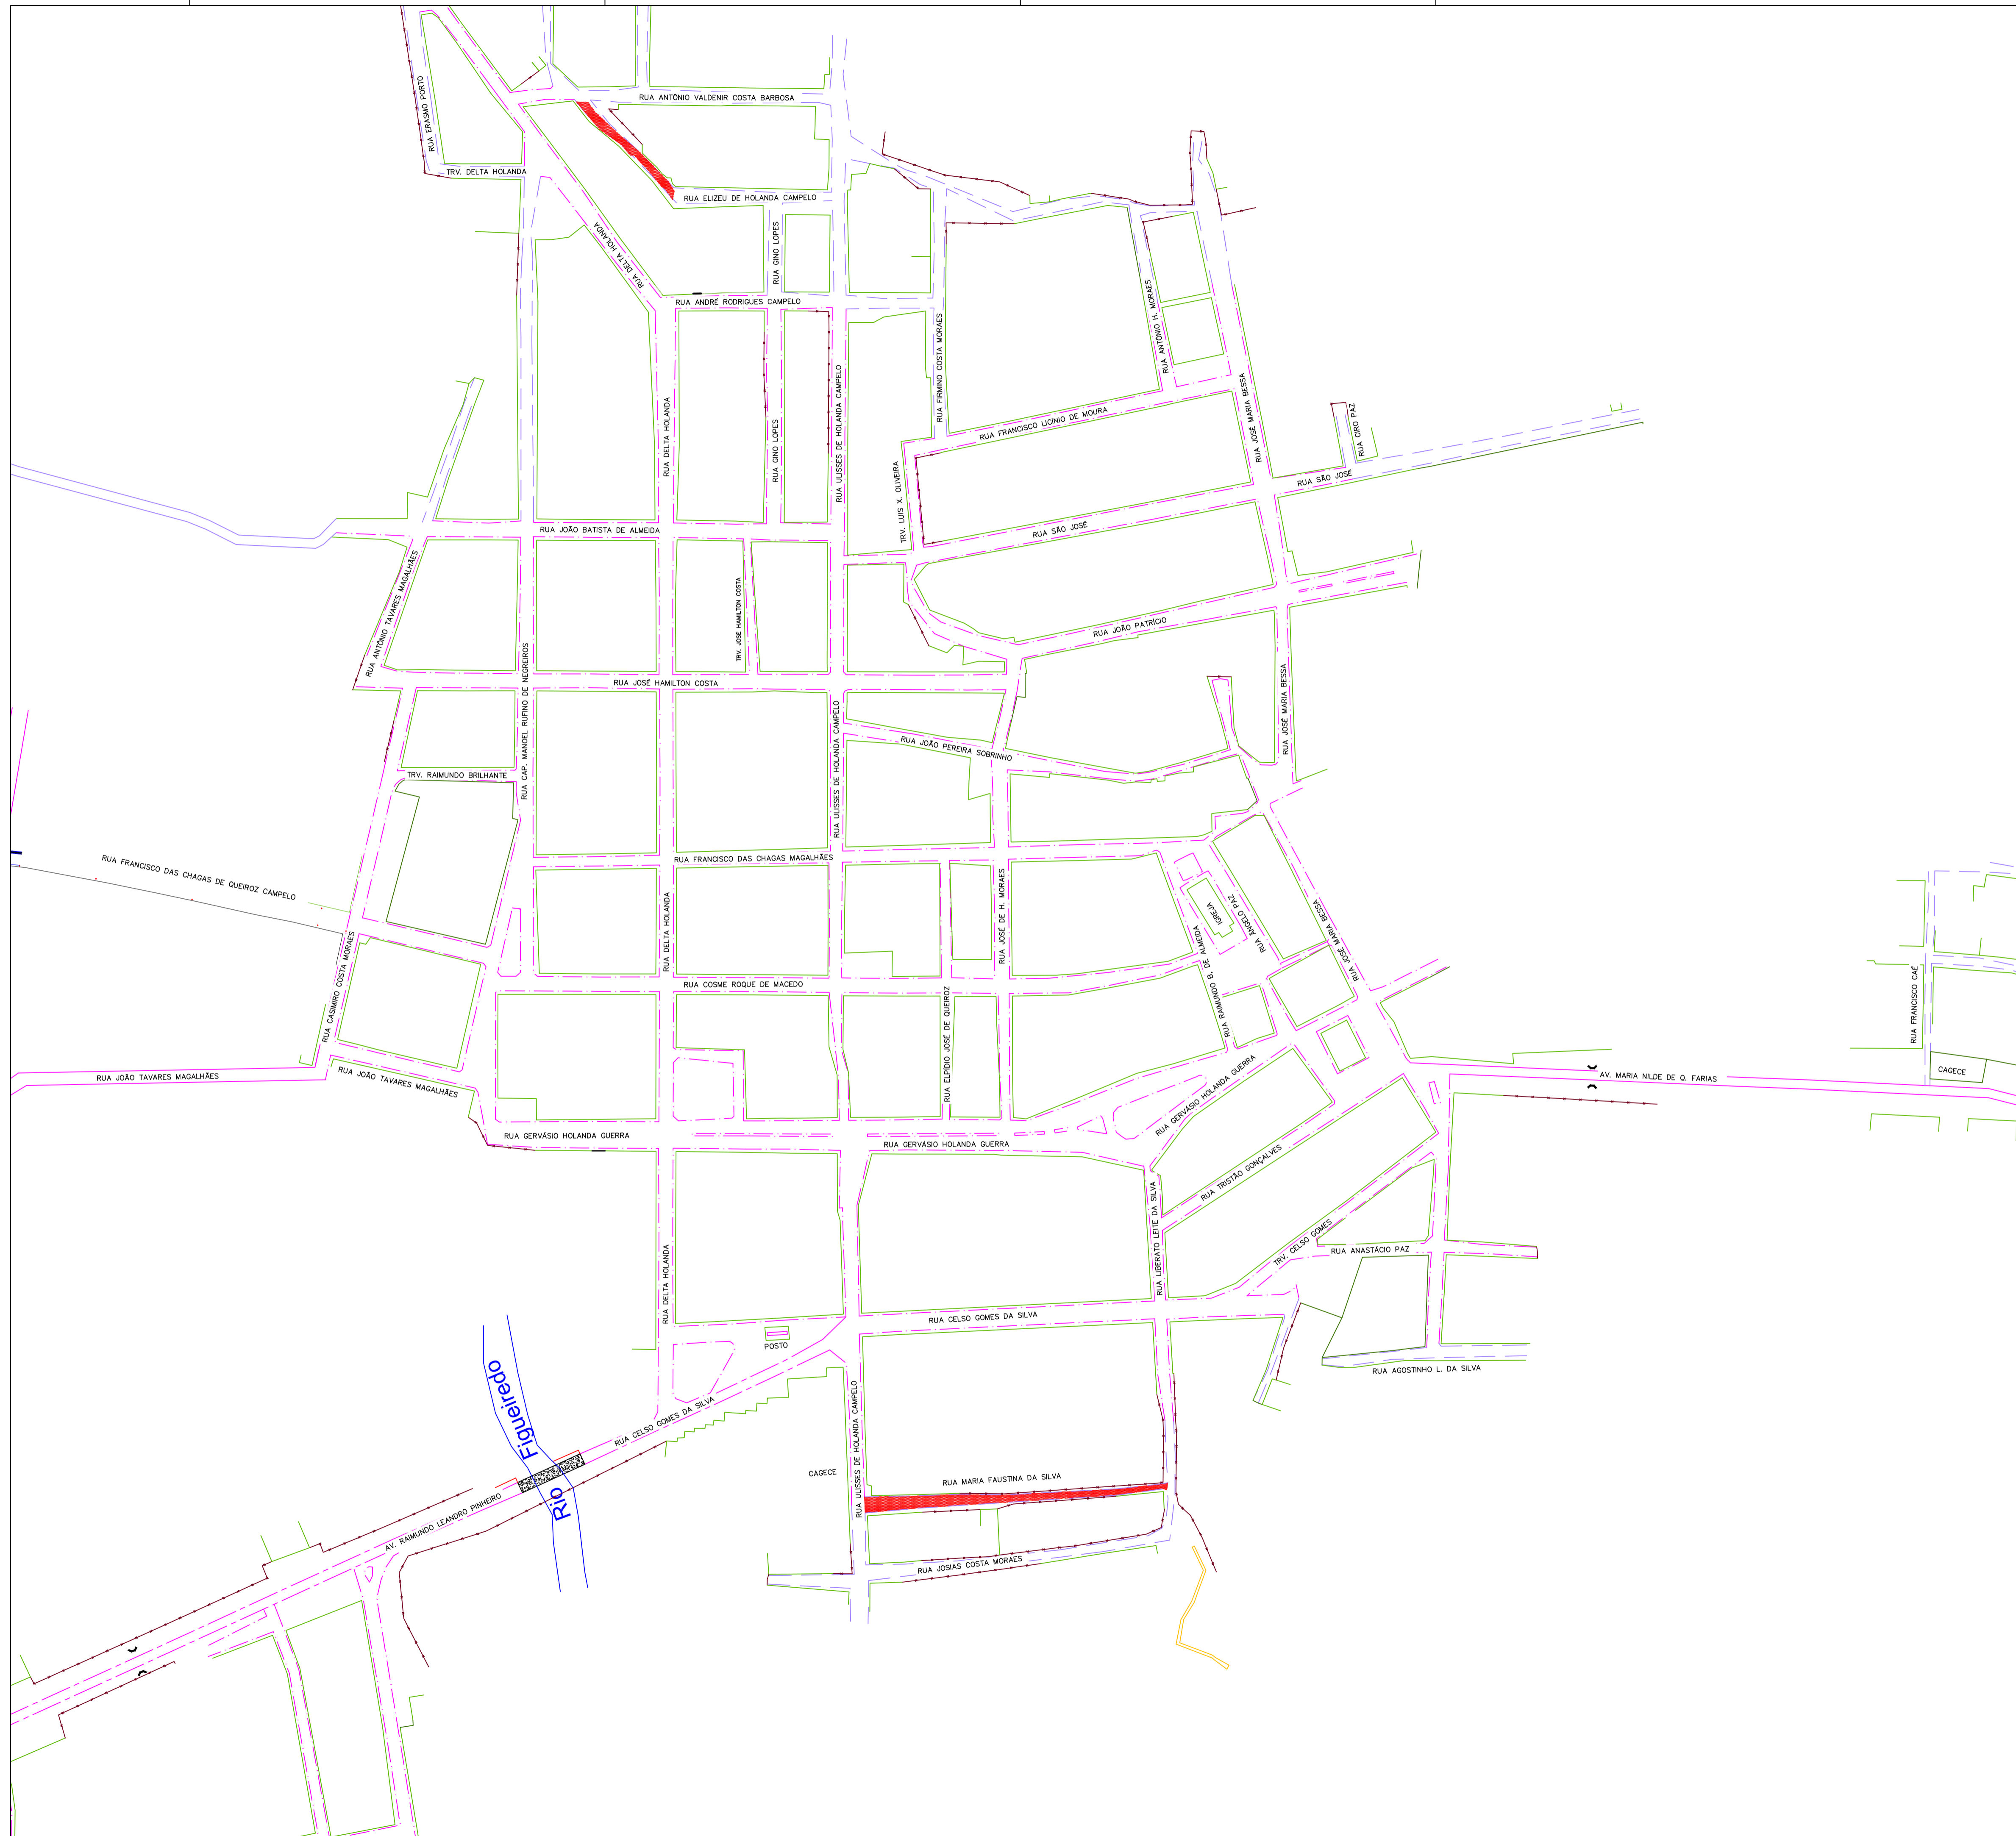 RUA ERASMO PORTO
RUA ANTÔNIO VALDENIR COSTA BARBOSA
TRV. DELTA HOLANDA
RUA ELIZEU DE HOLANDA CAMPELO
RUA DELTA HOLANDA
RUA GINO LOPES
RUA ANDRÉ RODRIGUES CAMPELO
RUA ANTÔNIO H. MORAES
RUA FIRMINO COSTA MORAES
RUA DELTA HOLANDA
RUA GINO LOPES
RUA ULISSES DE HOLANDA CAMPELO
RUA FRANCISCO LICÍNIO DE MOURA
RUA JOSÉ MARIA BESSA
RUA CIRO PAZ
RUA SÃO JOSÉ
TRV. LUIS X. OLIVEIRA
RUA JOÃO BATISTA DE ALMEIDA
RUA SÃO JOSÉ
RUA ANTÔNIO TAVARES MAGALHÃES
TRV. JOSÉ HAMILTON COSTA
RUA JOÃO PATRÍCIO
RUA JOSÉ HAMILTON COSTA
RUA CAP. MANOEL RUFINO DE NEGREIROS
RUA ULISSES DE HOLANDA CAMPELO
RUA JOÃO PEREIRA SOBRINHO
RUA JOSÉ MARIA BESSA
TRV. RAIMUNDO BRILHANTE
RUA FRANCISCO DAS CHAGAS MAGALHÃES
RUA FRANCISCO DAS CHAGAS DE QUEIROZ CAMPELO
RUA DELTA HOLANDA
RUA JOSÉ DE H. MORAES
IGREJA
RUA ANGELO PAZ
RUA JOSÉ MARIA BESSA
RUA RAIMUNDO B. DE ALMEIDA
RUA CASIMIRO COSTA MORAES
RUA COSME ROQUE DE MACEDO
RUA ELPÍDIO JOSÉ DE QUEIROZ
RUA FRANCISCO CAÉ
CAGECE
RUA JOÃO TAVARES MAGALHÃES
RUA JOÃO TAVARES MAGALHÃES
AV. MARIA NILDE DE Q. FARIAS
RUA GERVÁSIO HOLANDA GUERRA
RUA GERVÁSIO HOLANDA GUERRA
RUA GERVÁSIO HOLANDA GUERRA
RUA TRISTÃO GONÇALVES
RUA LIBERATO LEITE DA SILVA
TRV. CELSO GOMES
RUA ANASTÁCIO PAZ
RUA DELTA HOLANDA
RUA CELSO GOMES DA SILVA
POSTO
RUA AGOSTINHO L. DA SILVA
RUA CELSO GOMES DA SILVA
RUA ULISSES DE HOLANDA CAMPELO
Rio Figueiredo
CAGECE
RUA MARIA FAUSTINA DA SILVA
AV. RAIMUNDO LEANDRO PINHEIRO
RUA JOSIAS COSTA MORAES